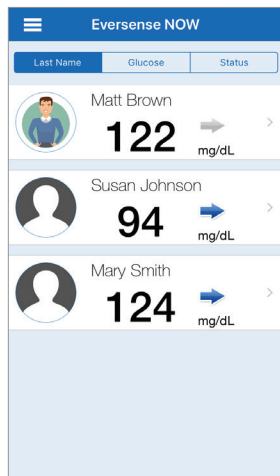 Eversense NOW
Last Name Glucose Status
Matt Brown
122
mg/dL
Susan Johnson
94
mg/dL
Mary Smith
124
mg/dL